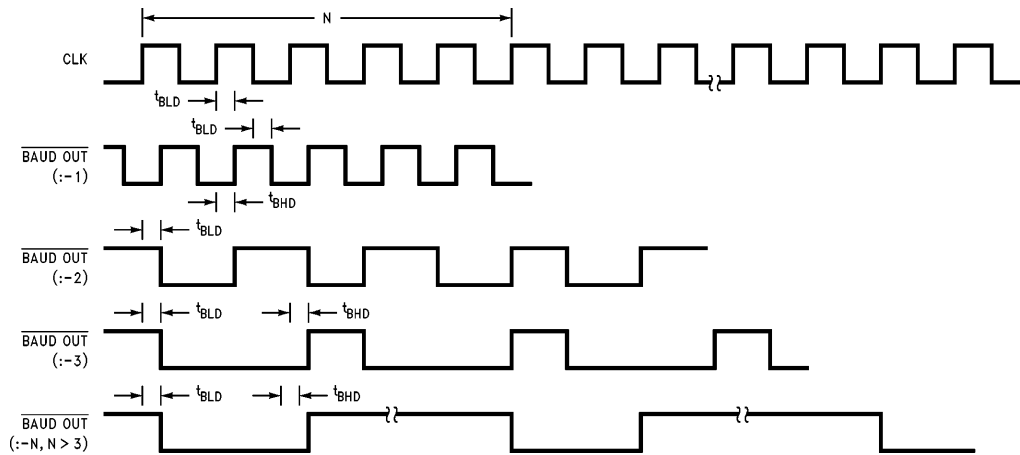 N
CLK
tBLD
tBLD
BAUD OUT
(:-1)
tBHD
tBLD
BAUD OUT
(:-2)
tBLD
tBHD
BAUD OUT
(:-3)
tBLD
tBHD
BAUD OUT
(:-N, N > 3)